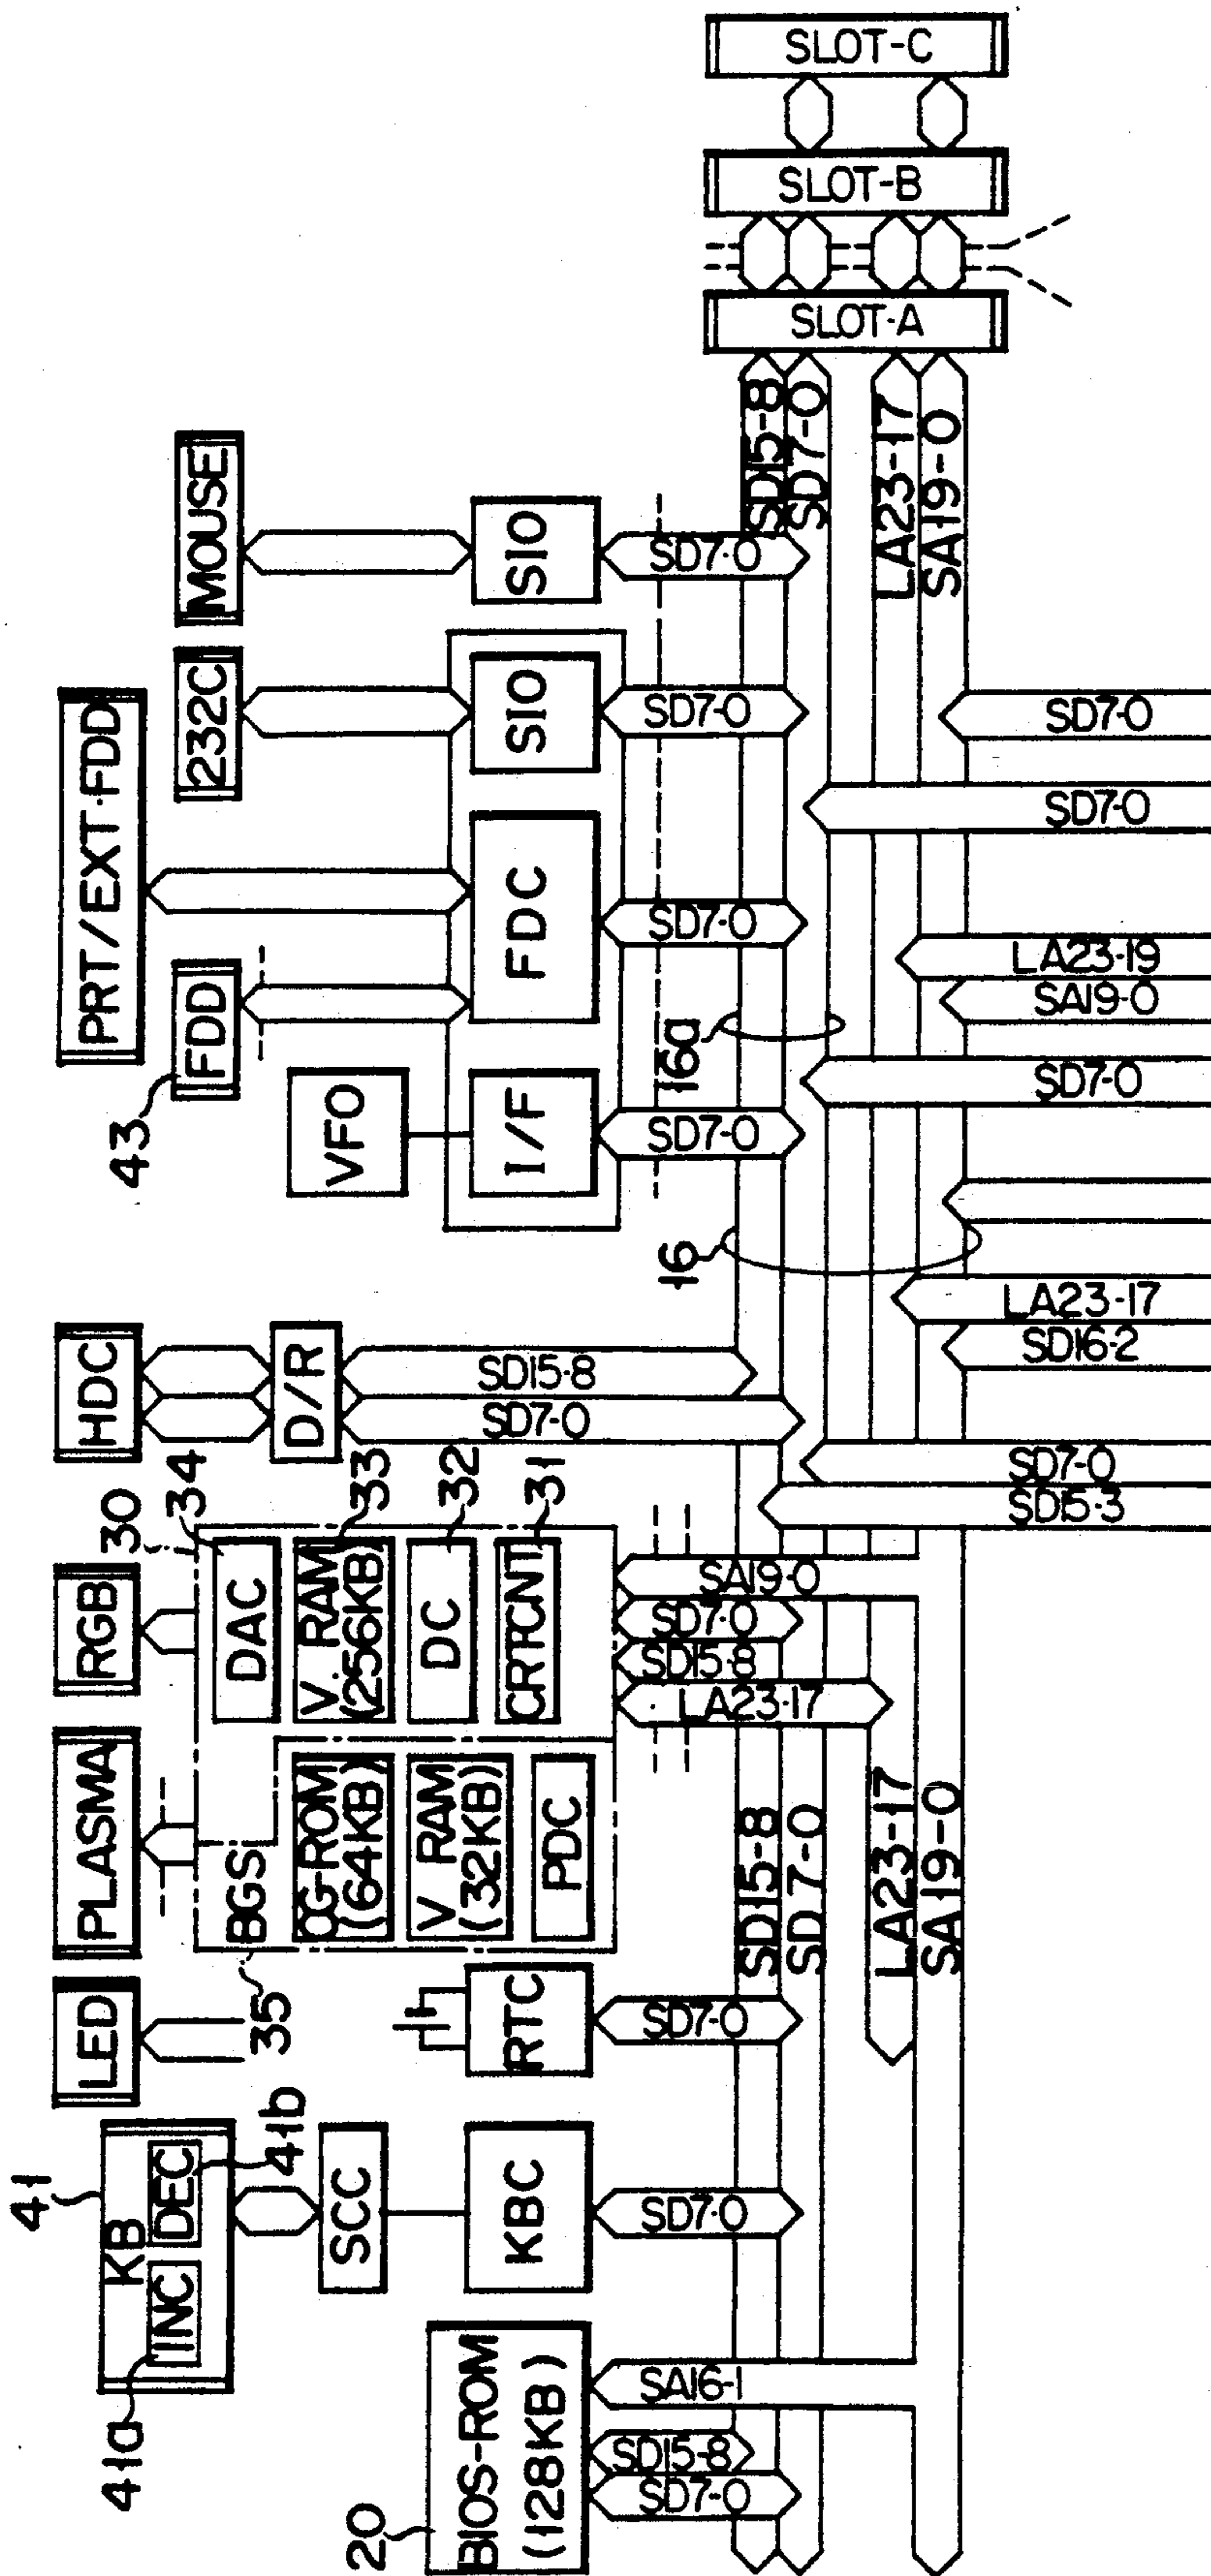 41
KB
INC
DEC
41a
41b
LED
PLASMA
RGB
HDC
PRT/EXT·FDD
FDD
43
232C
MOUSE
SCC
KBC
RTC
35
30
34
BGS
CG-ROM
(64KB)
V RAM
(32KB)
PDC
DAC
V. RAM
(256KB)
33
DC
32
CRTCNT
31
D/R
VFO
I/F
FDC
SIO
SIO
20
BIOS-ROM
(128KB)
SD7-0
SD15-8
SA16-1
SD7-0
SD7-0
LA23-17
SD15-8
SD7-0
SA19-0
SD7-0
SD15-8
SD7-0
SD7-0
SD7-0
SD7-0
16
16a
SD15-8
SD7-0
LA23-17
SA19-0
SD15-8
SD7-0
LA23-17
SA19-0
SLOT-A
SLOT-B
SLOT-C
SD15-3
SD7-0
SD16-2
LA23-17
SD7-0
SA19-0
LA23-19
SD7-0
SD7-0